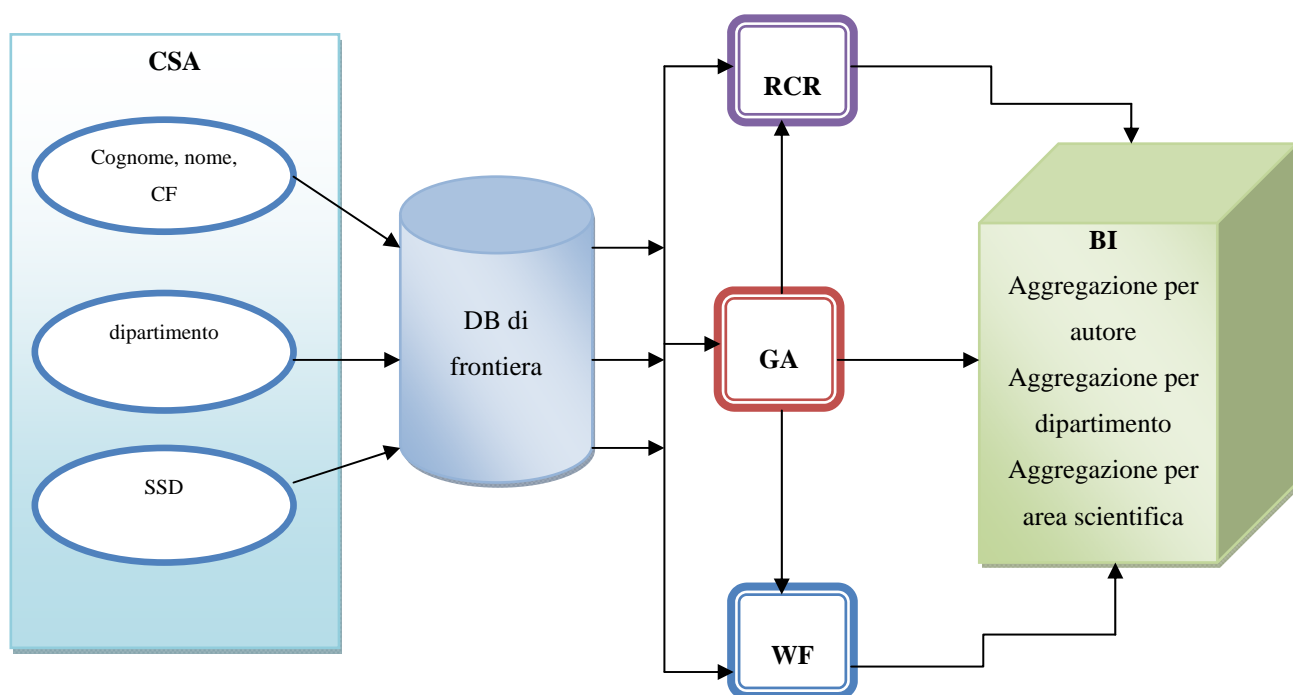 CSA
Cognome, nome,
CF
dipartimento
SSD
DB di
frontiera
RCR
GA
WF
BI
Aggregazione per
autore
Aggregazione per
dipartimento
Aggregazione per
area scientifica